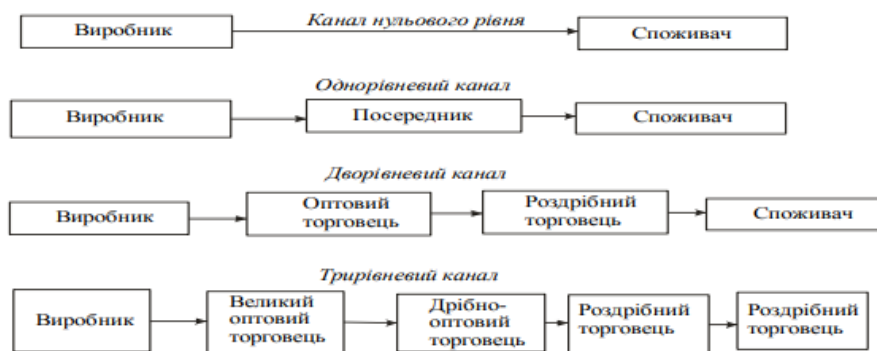 Канал нульового рівня
Виробник
Споживач
Однорівневий канал
Виробник
Посередник
Споживач
Дворівневий канал
Виробник
Оптовий
торговець
Роздрібний
торговець
Споживач
Трирівневий канал
Виробник
Великий
оптовий
торговець
Дрібно-
оптовий
торговець
Роздрібний
торговець
Роздрібний
торговець